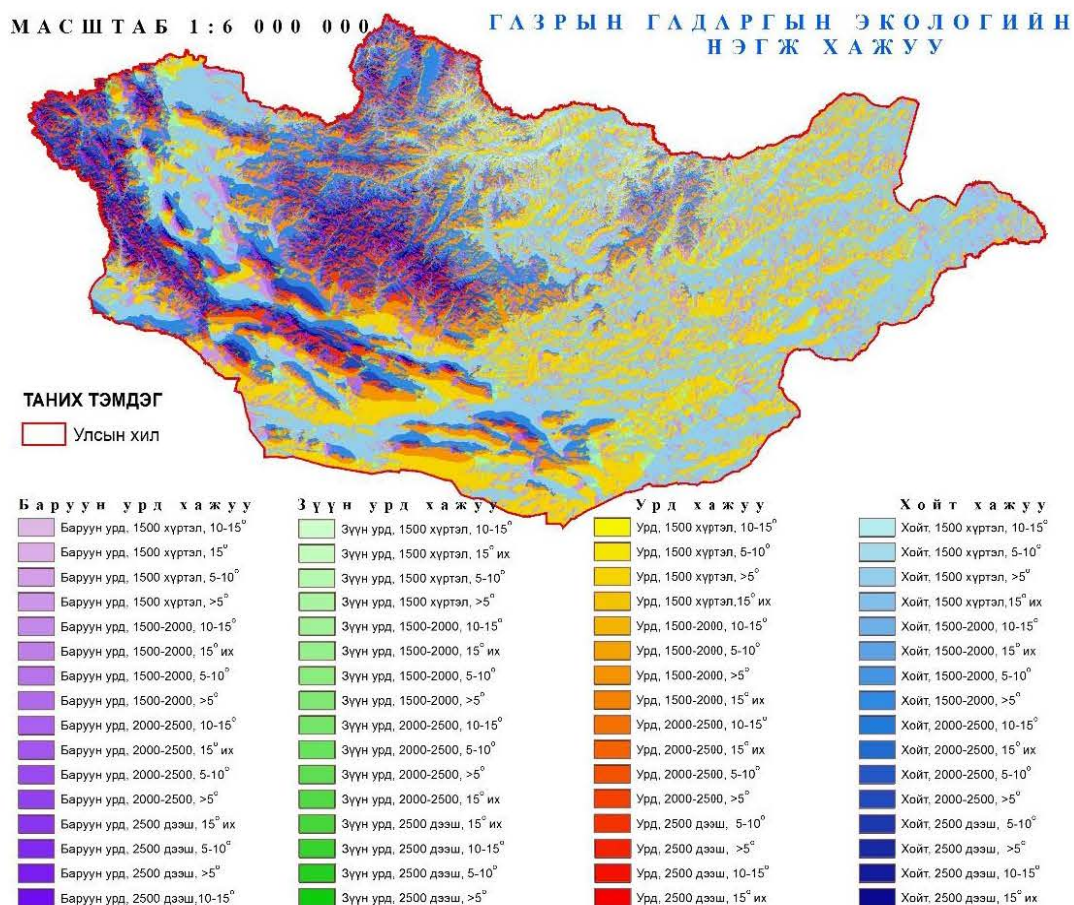 МАСШТАБ 1:6 000 000
ГАЗРЫН ГАДАРГЫН ЭКОЛОГИЙН
НЭГЖ ХАЖУУ
ТАНИХ ТЭМДЭГ
Улсын хил
Баруун урд хажуу
Баруун урд, 1500 хүртэл, 10-15°
Баруун урд, 1500 хүртэл, 15°
Баруун урд, 1500 хүртэл, 5-10°
Баруун урд, 1500 хүртэл, >5°
Баруун урд, 1500-2000, 10-15°
Баруун урд, 1500-2000, 15° их
Баруун урд, 1500-2000, 5-10°
Баруун урд, 1500-2000, >5°
Баруун урд, 2000-2500, 10-15°
Баруун урд, 2000-2500, 15° их
Баруун урд, 2000-2500, 5-10°
Баруун урд, 2000-2500, >5°
Баруун урд, 2500 дээш, 15° их
Баруун урд, 2500 дээш, 5-10°
Баруун урд, 2500 дээш, >5°
Баруун урд, 2500 дээш,10-15°
Зүүн урд хажуу
Зүүн урд, 1500 хүртэл, 10-15°
Зүүн урд, 1500 хүртэл, 15° их
Зүүн урд, 1500 хүртэл, 5-10°
Зүүн урд, 1500 хүртэл, >5°
Зүүн урд, 1500-2000, 10-15°
Зүүн урд, 1500-2000, 15° их
Зүүн урд, 1500-2000, 5-10°
Зүүн урд, 1500-2000, >5°
Зүүн урд, 2000-2500, 10-15°
Зүүн урд, 2000-2500, 5-10°
Зүүн урд, 2000-2500, >5°
Зүүн урд, 2000-2500, 15° их
Зүүн урд, 2500 дээш, 15° их
Зүүн урд, 2500 дээш, 10-15°
Зүүн урд, 2500 дээш, 5-10°
Зүүн урд, 2500 дээш, >5°
Урд хажуу
Урд, 1500 хүртэл, 10-15°
Урд, 1500 хүртэл, 5-10°
Урд, 1500 хүртэл, >5°
Урд, 1500 хүртэл,15° их
Урд, 1500-2000, 10-15°
Урд, 1500-2000, 5-10°
Урд, 1500-2000, >5°
Урд, 1500-2000, 15° их
Урд, 2000-2500, 10-15°
Урд, 2000-2500, 15° их
Урд, 2000-2500, 5-10°
Урд, 2000-2500, >5°
Урд, 2500 дээш, 5-10°
Урд, 2500 дээш, >5°
Урд, 2500 дээш, 10-15°
Урд, 2500 дээш, 15° их
Хойт хажуу
Хойт, 1500 хүртэл, 10-15°
Хойт, 1500 хүртэл, 5-10°
Хойт, 1500 хүртэл, >5°
Хойт, 1500 хүртэл,15° их
Хойт, 1500-2000, 10-15°
Хойт, 1500-2000, 15° их
Хойт, 1500-2000, 5-10°
Хойт, 1500-2000, >5°
Хойт, 2000-2500, 10-15°
Хойт, 2000-2500, 15° их
Хойт, 2000-2500, 5-10°
Хойт, 2000-2500, >5°
Хойт, 2500 дээш, 5-10°
Хойт, 2500 дээш, >5°
Хойт, 2500 дээш, 10-15°
Хойт, 2500 дээш, 15° их